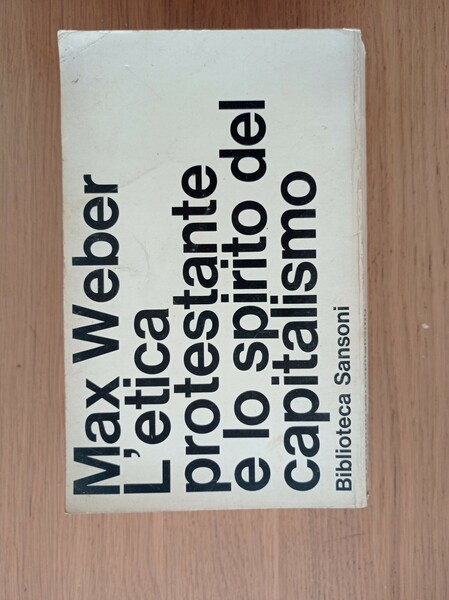 Max Weber
L'etica
protestante
e lo spirito del
capitalismo
Biblioteca Sansoni